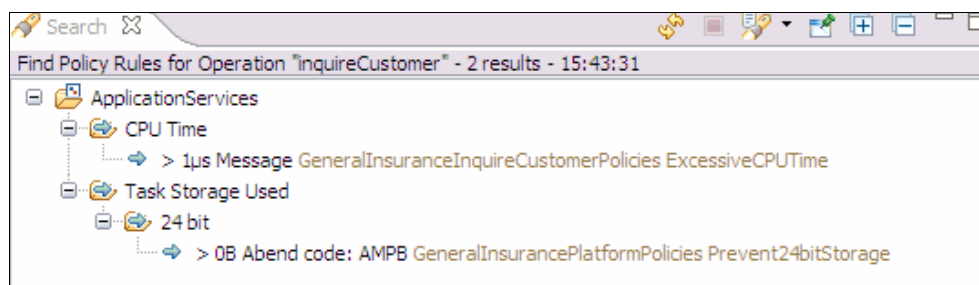 Search
Find Policy Rules for Operation "inquireCustomer" - 2 results - 15:43:31
ApplicationServices
CPU Time
> 1µs Message GeneralInsuranceInquireCustomerPolicies ExcessiveCPUTime
Task Storage Used
24 bit
> 0B Abend code: AMPB GeneralInsurancePlatformPolicies Prevent24bitStorage